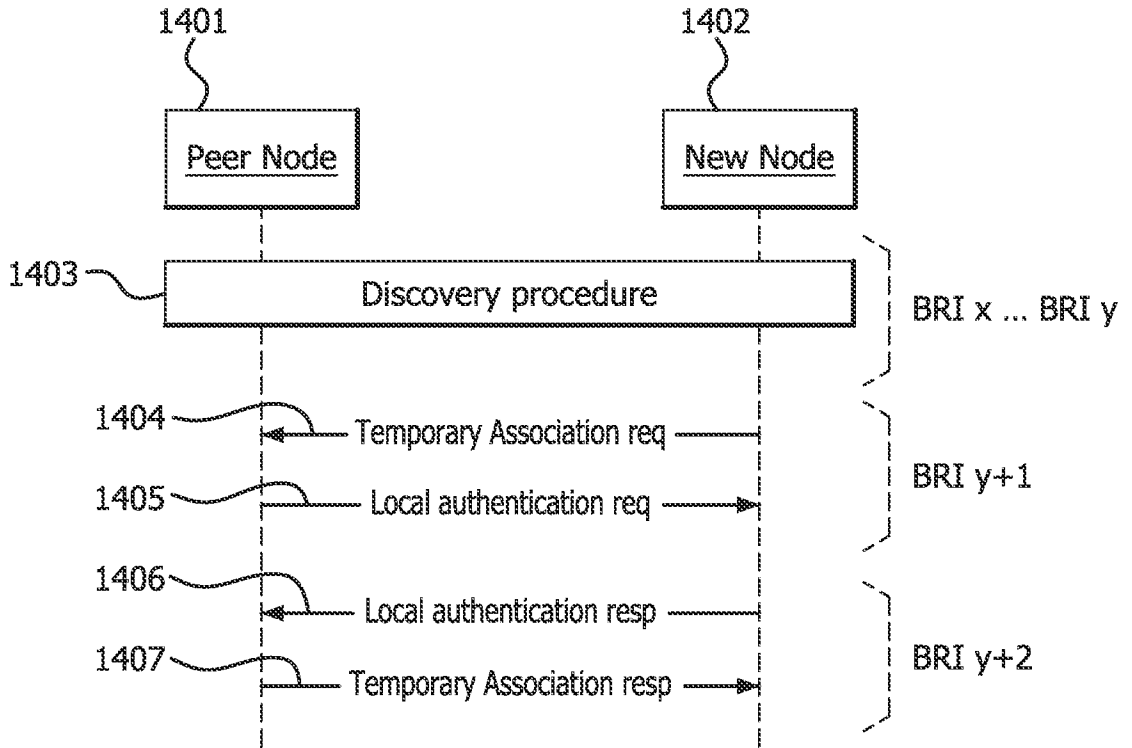 1401
1402
Peer Node
New Node
1403
Discovery procedure
BRI x ... BRI y
1404
Temporary Association req
BRI y+1
1405
Local authentication req
1406
Local authentication resp
BRI y+2
1407
Temporary Association resp